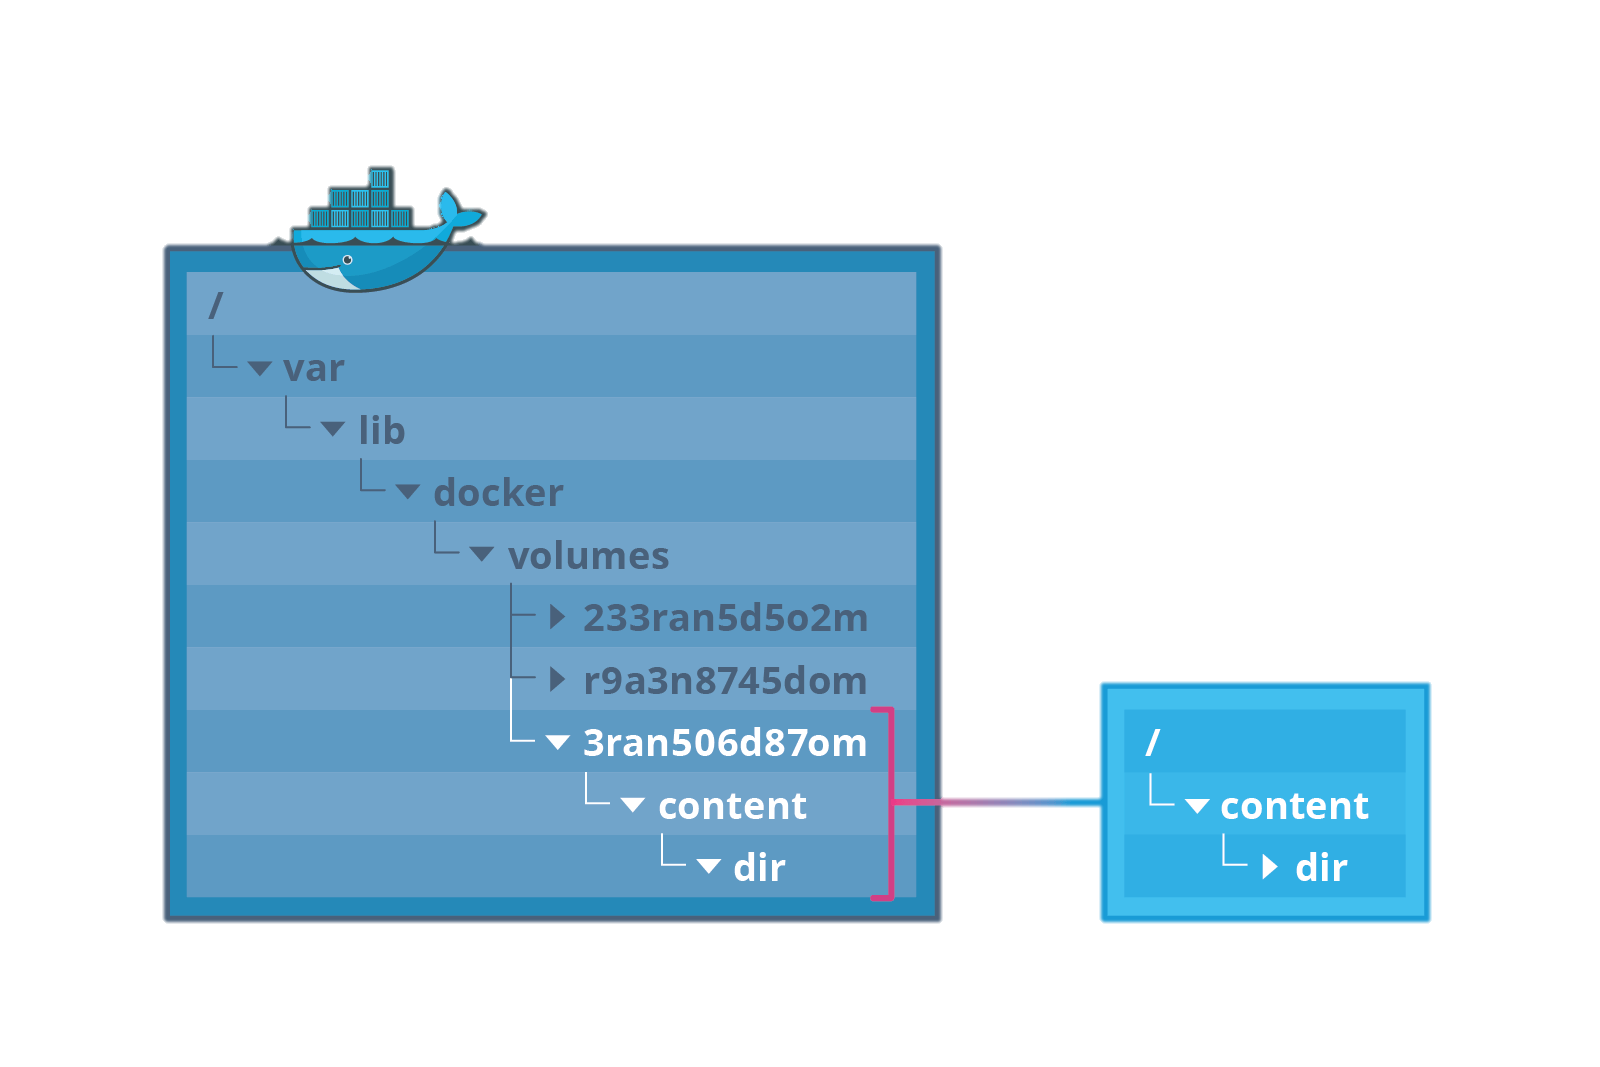 /
var
lib
docker
volumes
233ran5d5o2m
r9a3n8745dom
3ran506d87om
content
dir
/
content
dir